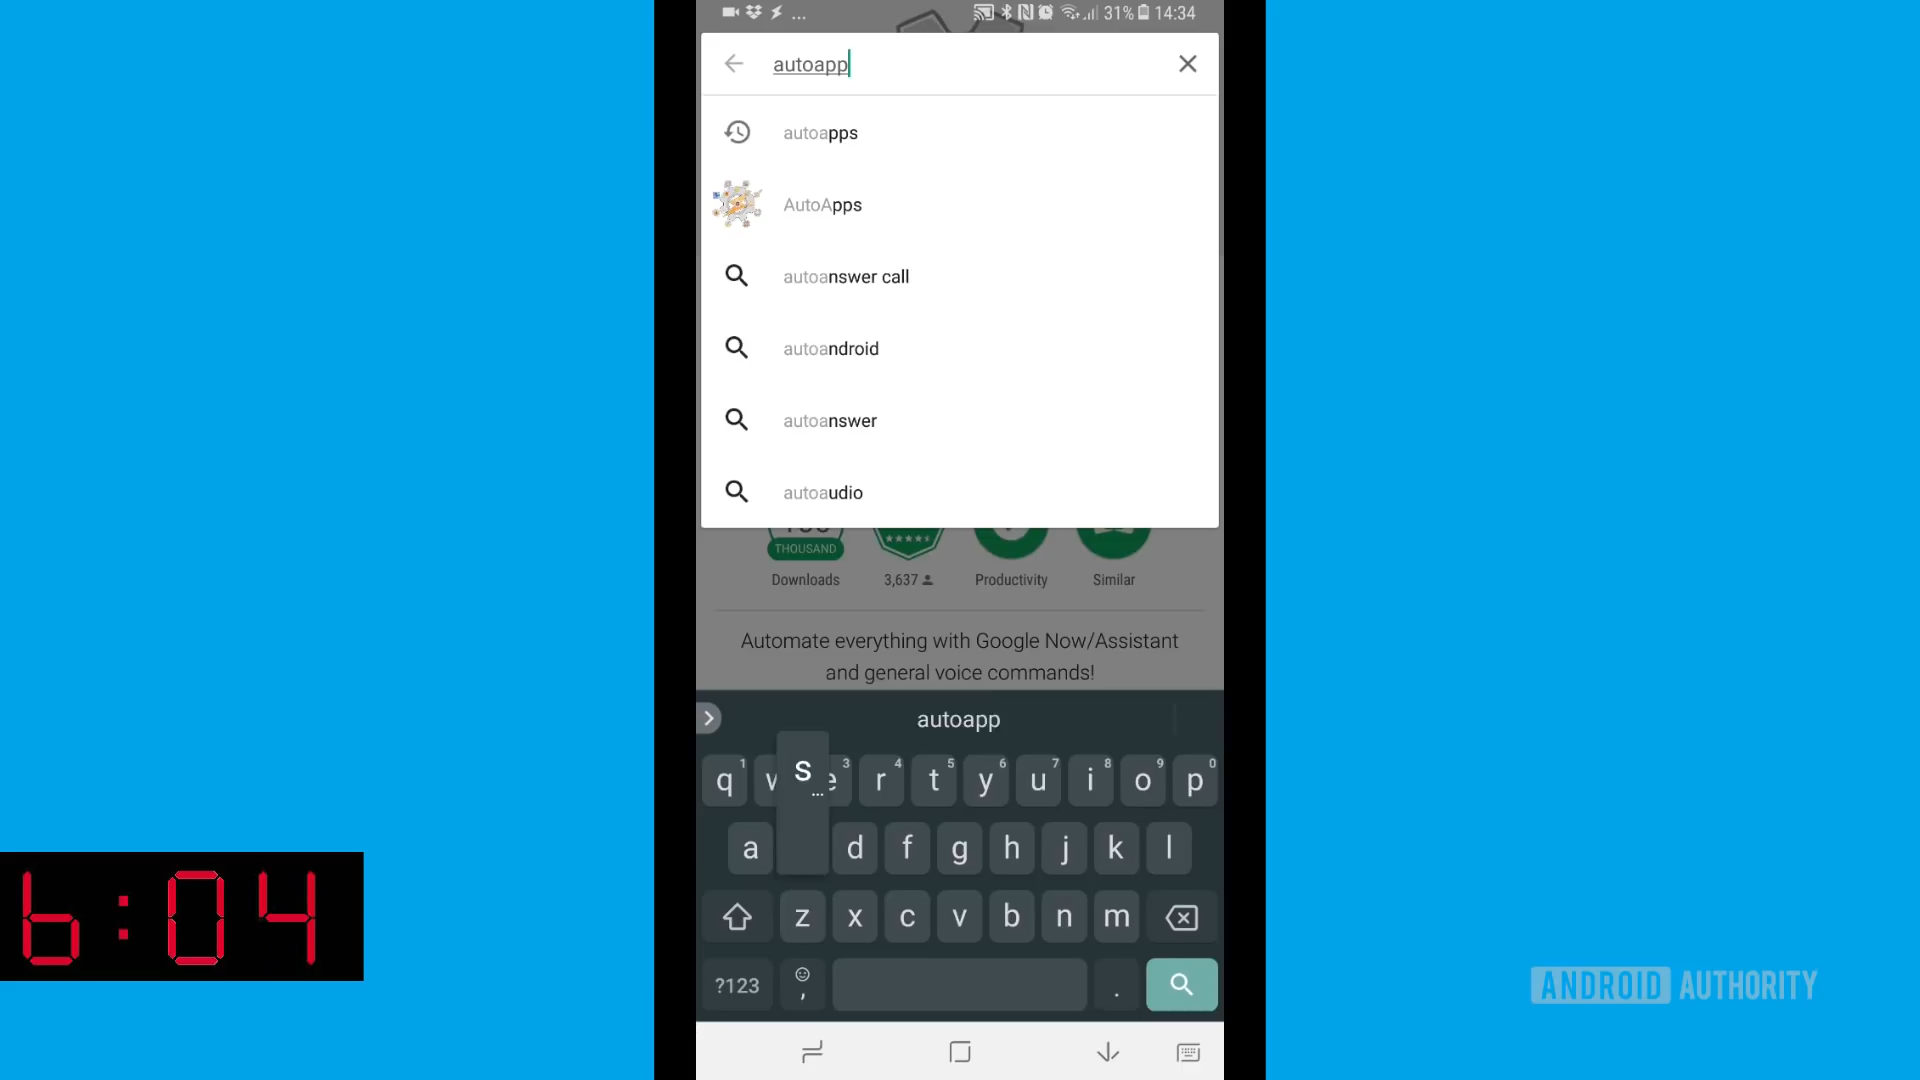 ... 31% 14:34
autoapp
autoapps
AutoApps
autoanswer call
autoandroid
autoanswer
autoaudio
THOUSAND
Downloads 3,637 Productivity Similar
Automate everything with Google Now/Assistant
and general voice commands!
autoapp
q 1 w e 3 r 4 t 5 y 6 u 7 i 8 o 9 p 0
s ...
a d f g h j k l
z x c v b n m
?123 , .
6:04
ANDROID AUTHORITY